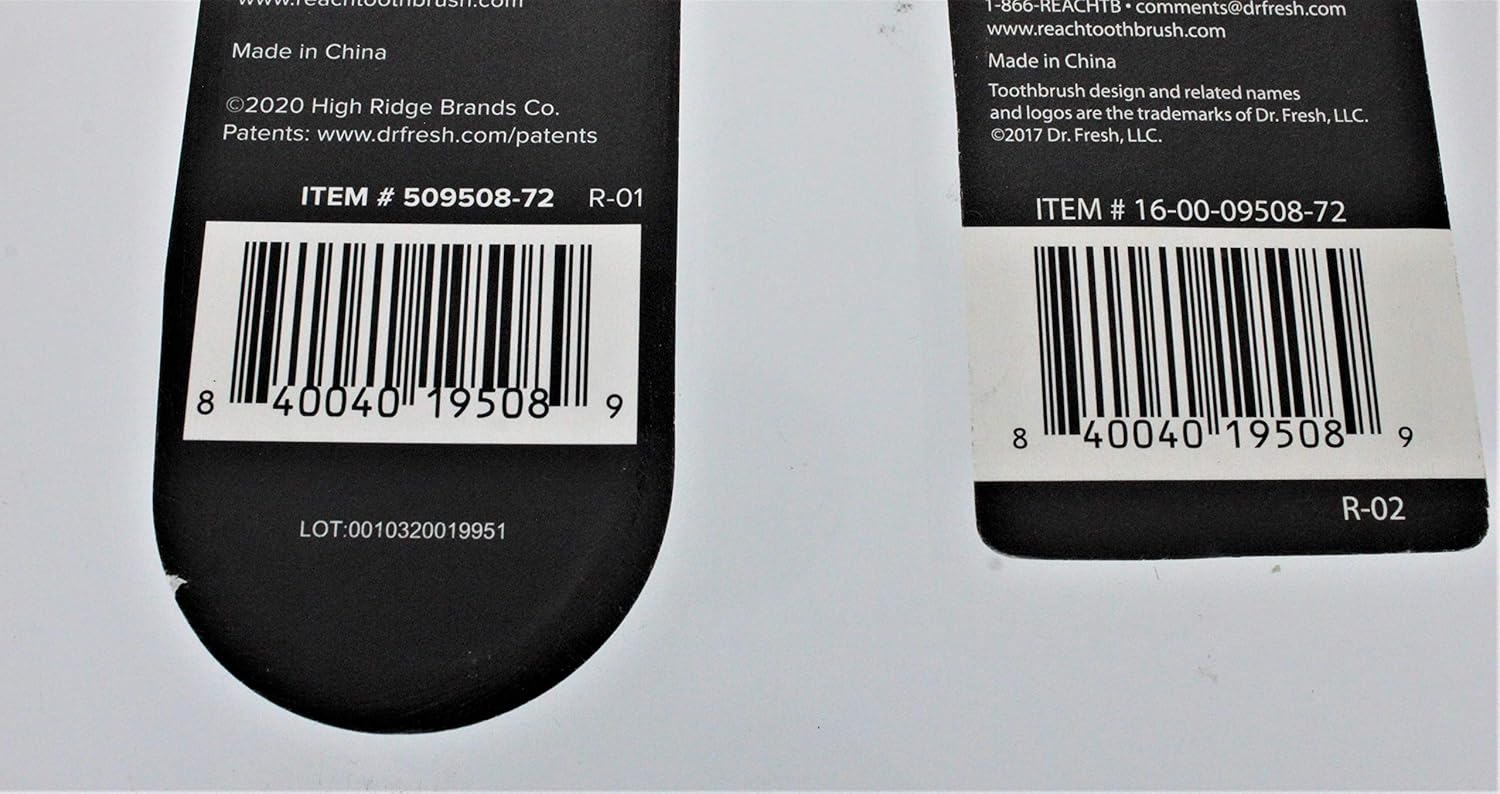 www.reachtoothbrush.com
Made in China
©2020 High Ridge Brands Co.
Patents: www.drfresh.com/patents
ITEM # 509508-72 R-01
8 40040 19508 9
LOT:0010320019951
1-866-REACHTB • comments@drfresh.com
www.reachtoothbrush.com
Made in China
Toothbrush design and related names
and logos are the trademarks of Dr. Fresh, LLC.
©2017 Dr. Fresh, LLC.
ITEM # 16-00-09508-72
8 40040 19508 9
R-02